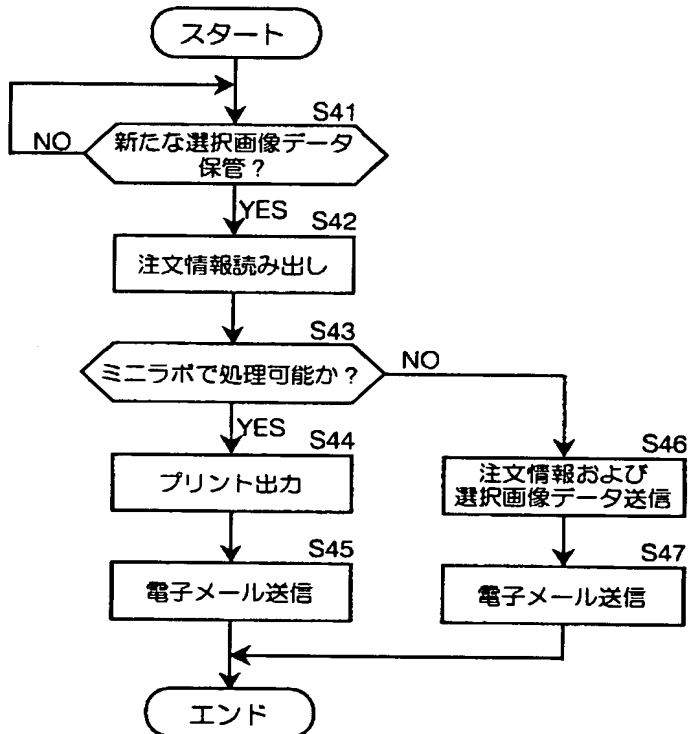 スタート
S41
NO
新たな選択画像データ
保管？
YES
S42
注文情報読み出し
S43
ミニラボで処理可能か？
NO
YES
S44
プリント出力
S46
注文情報および
選択画像データ送信
S45
電子メール送信
S47
電子メール送信
エンド